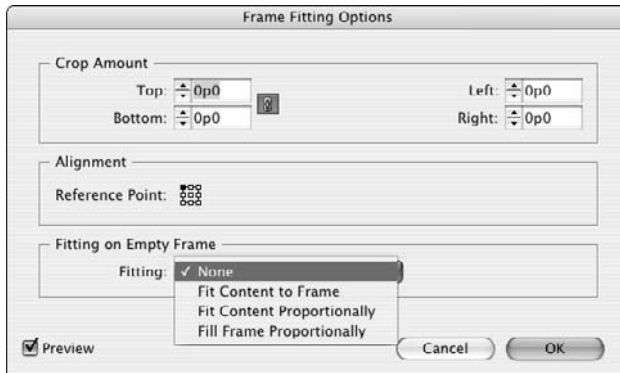 Frame Fitting Options
Crop Amount
Top: 0p0
Left: 0p0
Bottom: 0p0
Right: 0p0
Alignment
Reference Point:
Fitting on Empty Frame
Fitting: None
Fit Content to Frame
Fit Content Proportionally
Fill Frame Proportionally
Preview
Cancel
OK